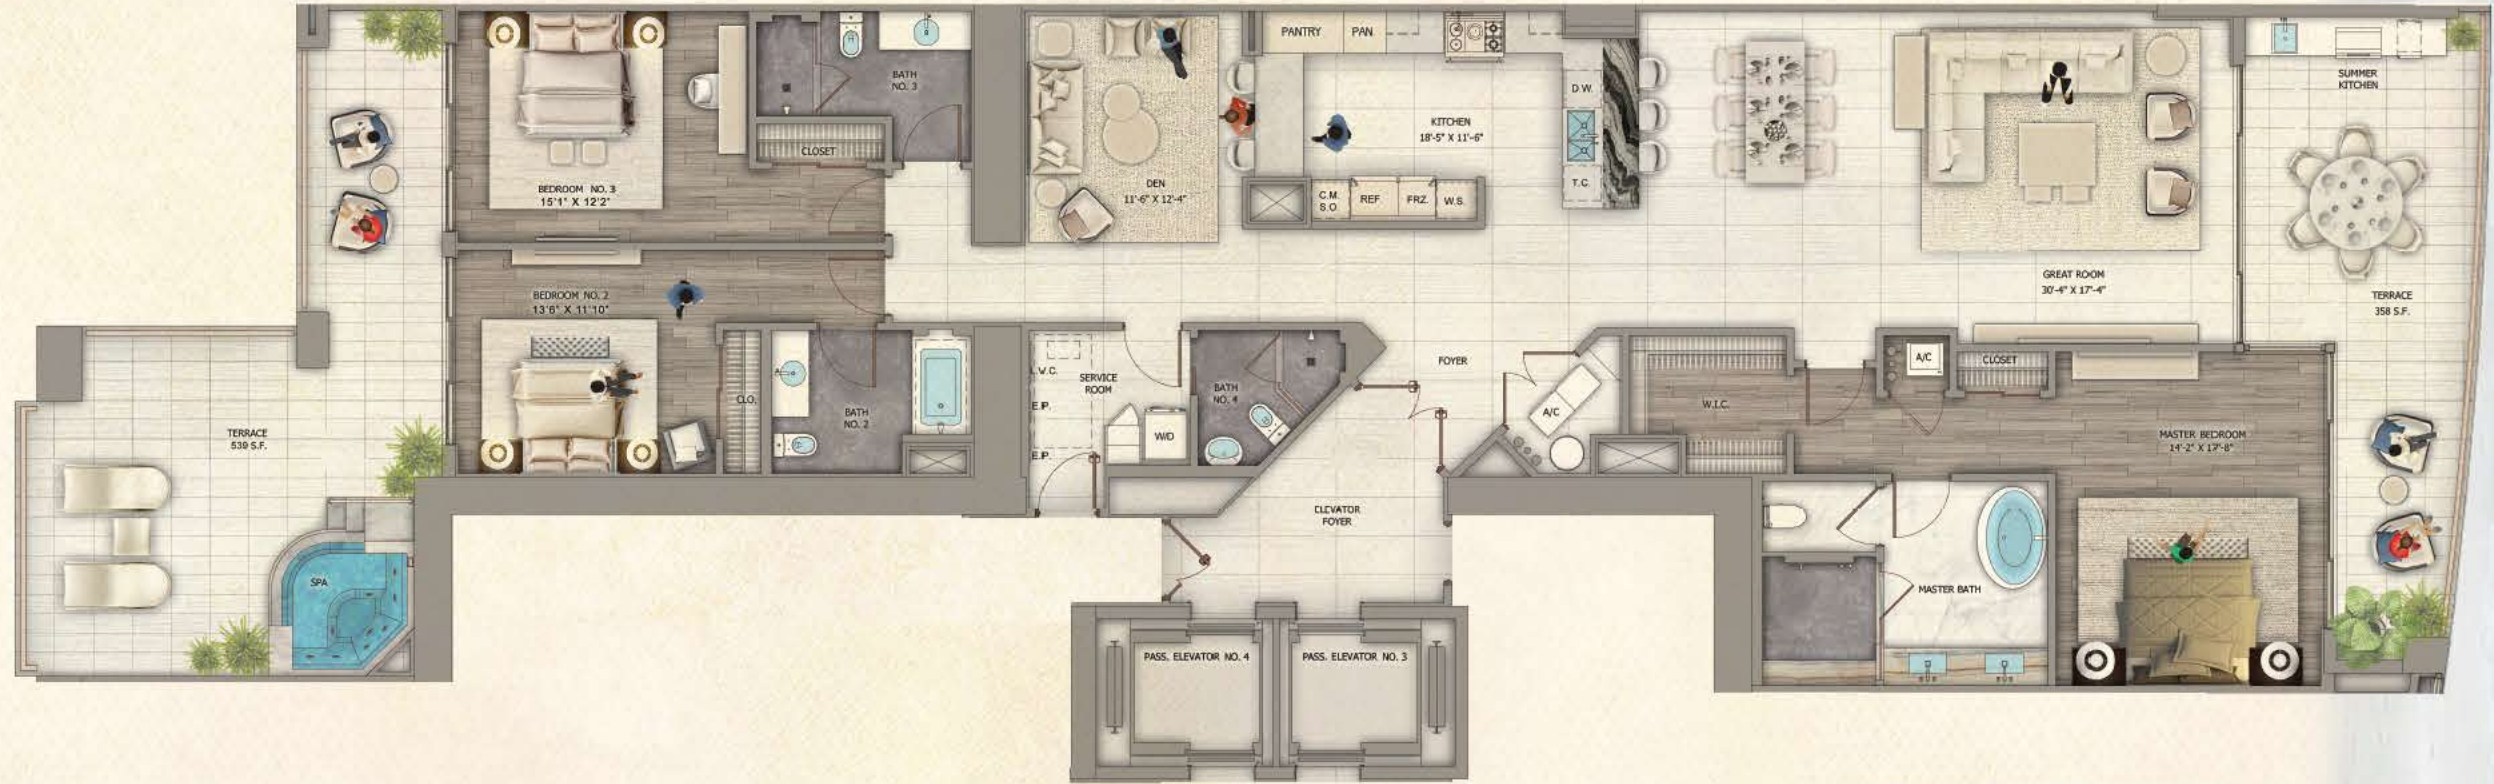 PANTRY
PAN
BATH
NO. 3
CLOSET
BEDROOM NO. 3
15'1" X 12'2"
DEN
11'-6" X 12'-4"
KITCHEN
18'-5" X 11'-6"
D.W.
T.C.
C.M.
S.O.
REF.
FRZ.
W.S.
SUMMER
KITCHEN
GREAT ROOM
30'-4" X 17'-4"
TERRACE
358 S.F.
BEDROOM NO. 2
13'6" X 11'10"
CLO.
BATH
NO. 2
TERRACE
539 S.F.
SPA
L.W.C.
SERVICE
ROOM
E.P.
E.P.
W/D
BATH
NO. 4
FOYER
A/C
W.I.C.
A/C
CLOSET
MASTER BEDROOM
14'-2" X 17'-8"
ELEVATOR
FOYER
MASTER BATH
PASS. ELEVATOR NO. 4
PASS. ELEVATOR NO. 3